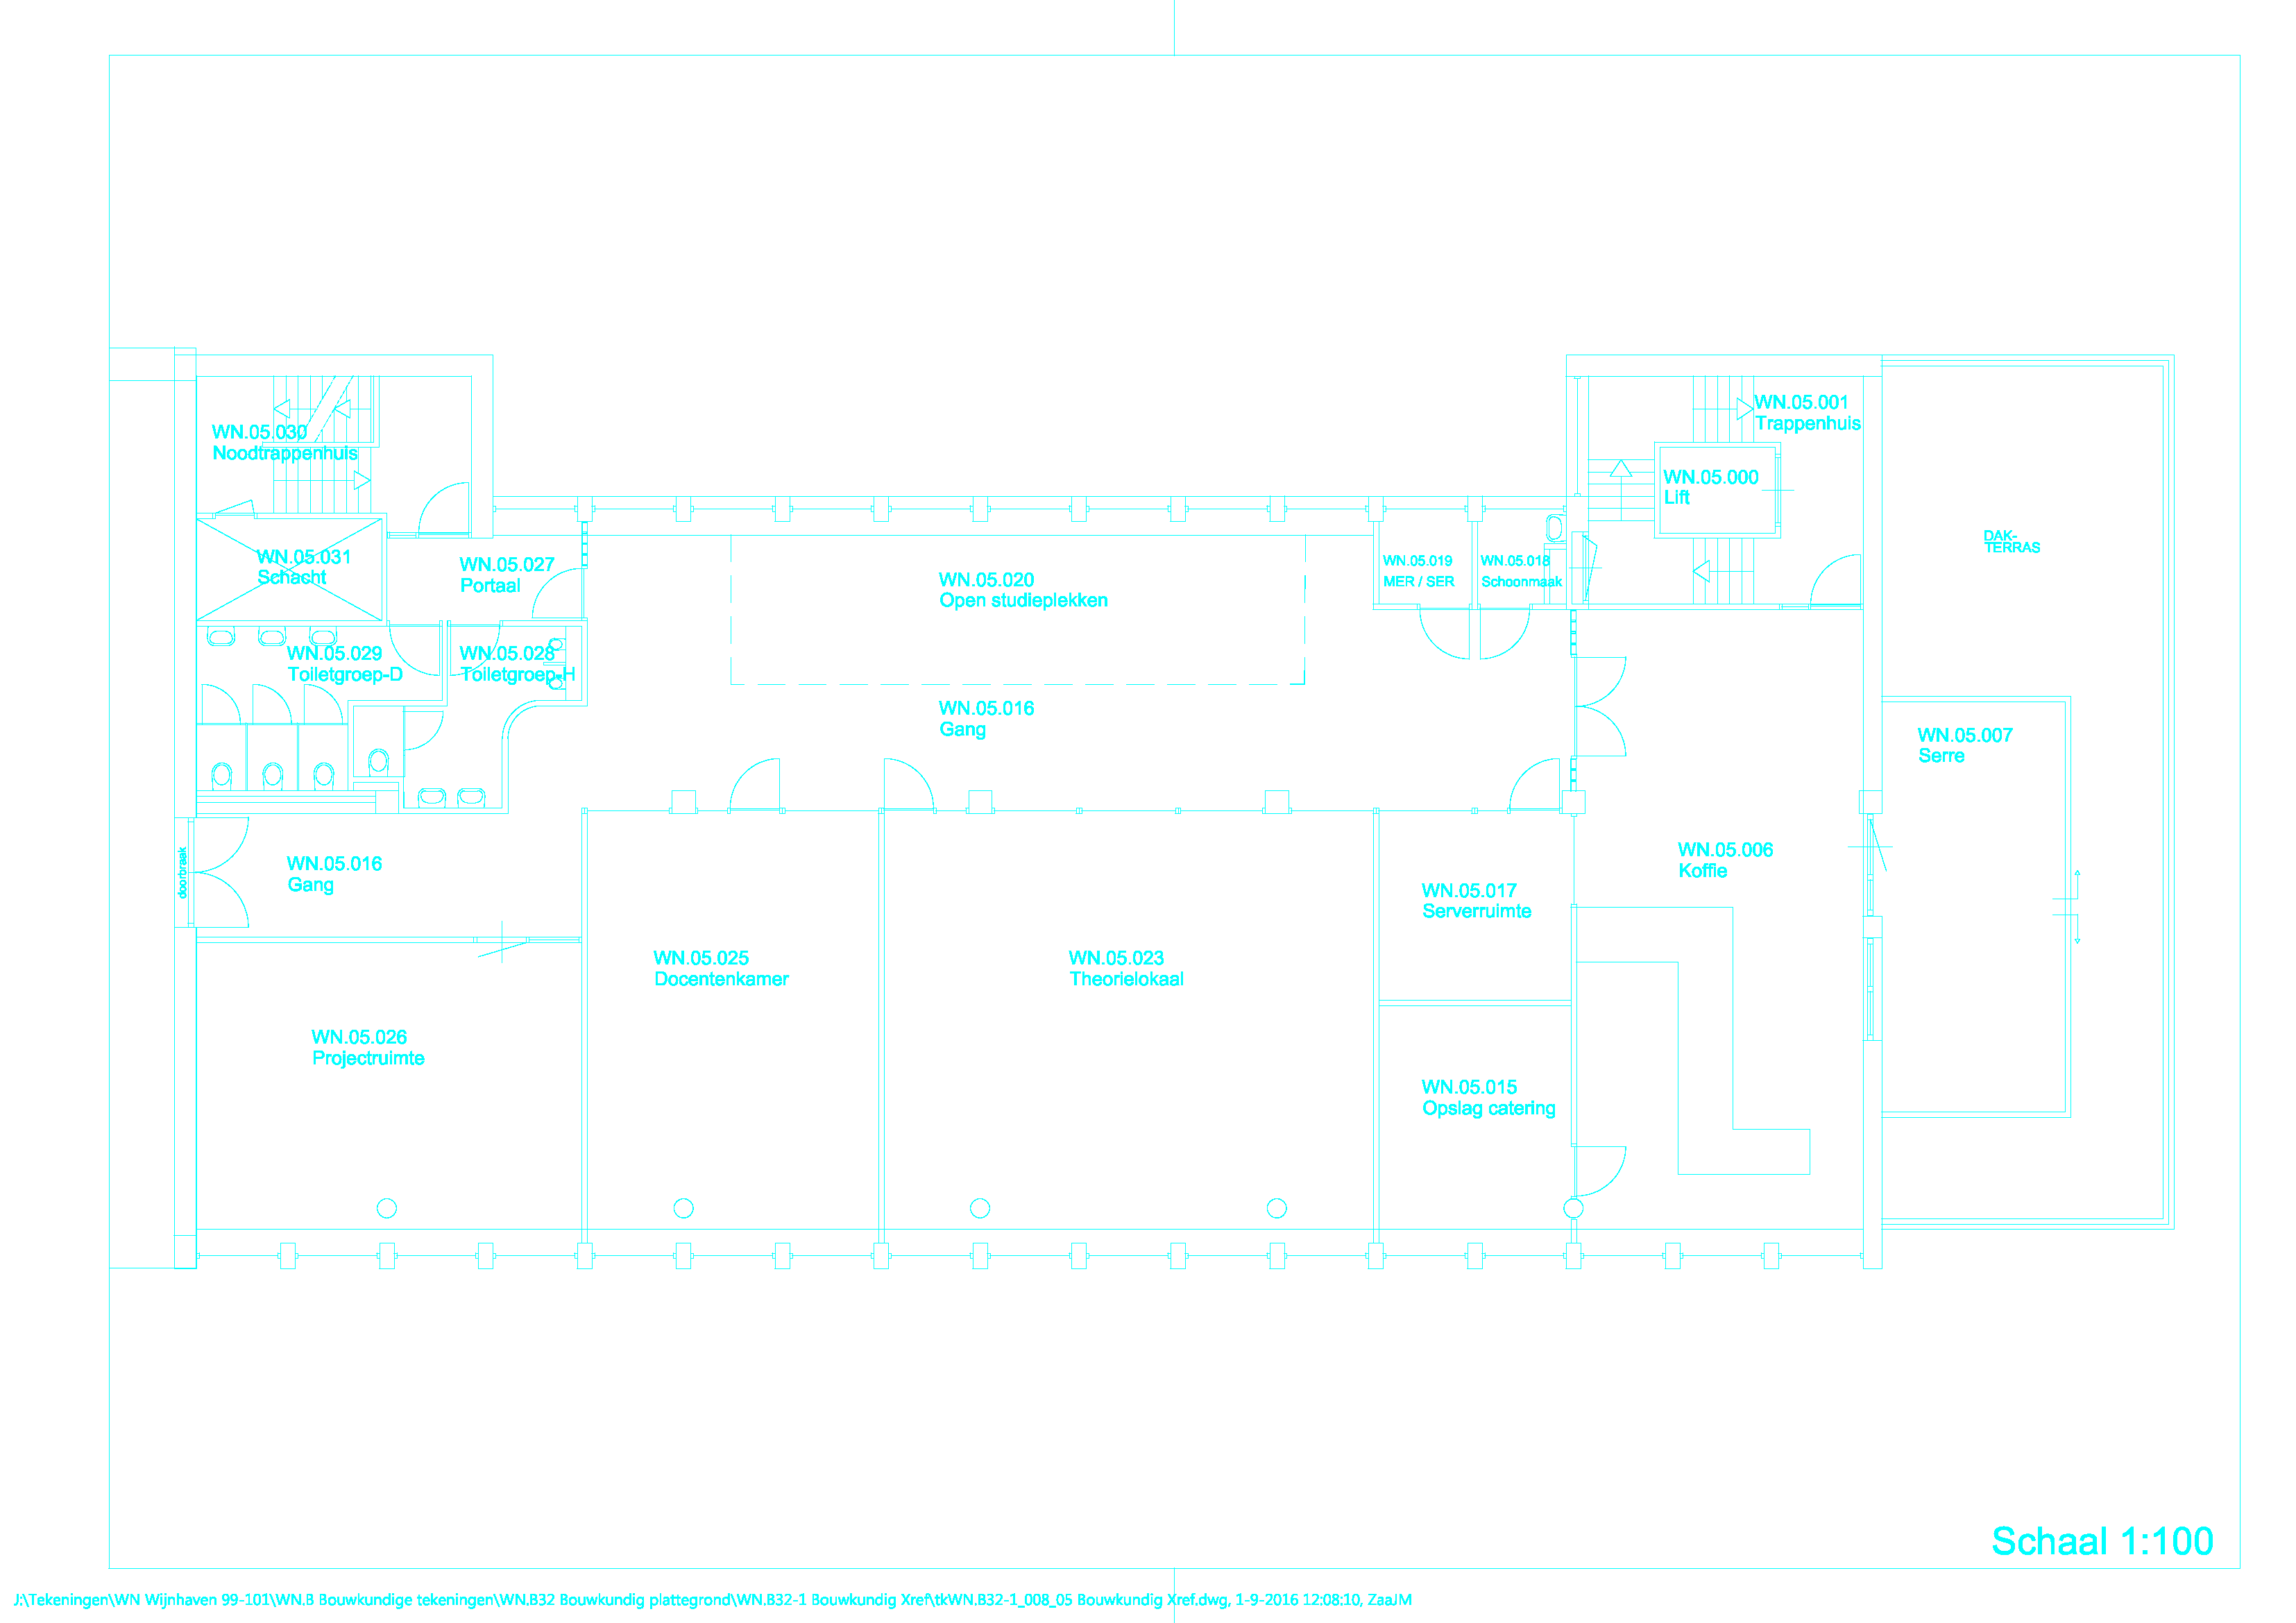 WN.05.001
Trappenhuis
WN.05.030
Noodtrappenhuis
WN.05.000
Lift
DAK-
TERRAS
WN.05.031
Schacht
WN.05.027
Portaal
WN.05.020
Open studieplekken
WN.05.019
MER / SER
WN.05.018
Schoonmaak
WN.05.029
Toiletgroep-D
WN.05.028
Toiletgroep-H
WN.05.016
Gang
WN.05.007
Serre
doorbraak
WN.05.016
Gang
WN.05.006
Koffie
WN.05.017
Serverruimte
WN.05.025
Docentenkamer
WN.05.023
Theorielokaal
WN.05.026
Projectruimte
WN.05.015
Opslag catering
Schaal 1:100
J:\Tekeningen\WN Wijnhaven 99-101\WN.B Bouwkundige tekeningen\WN.B32 Bouwkundig plattegrond\WN.B32-1 Bouwkundig Xref\tkWN.B32-1_008_05 Bouwkundig Xref.dwg, 1-9-2016 12:08:10, ZaaJM